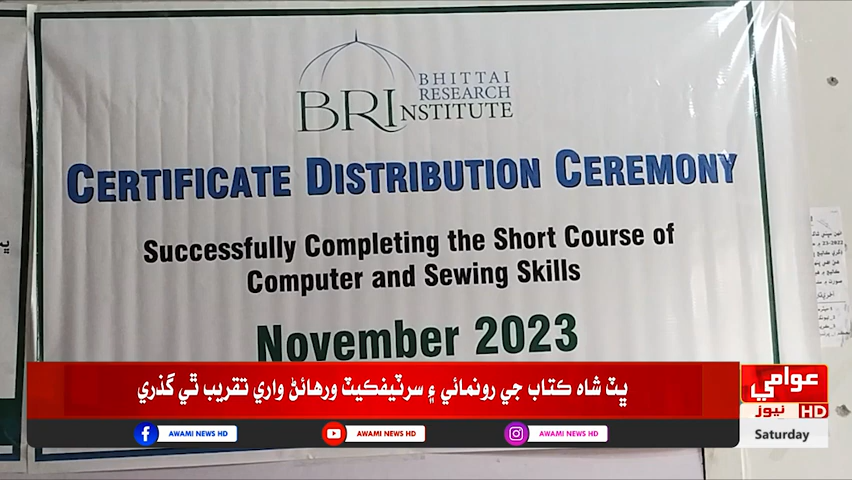 BHITTAI
RESEARCH
BRI INSTITUTE
CERTIFICATE DISTRIBUTION CEREMONY
Successfully Completing the Short Course of
Computer and Sewing Skills
November 2023
ڀٽ شاه ڪتاب جي رونمائي ۽ سرٽيفڪيٽ ورهائڻ واري تقريب ٿي گذري
AWAMI NEWS HD
AWAMI NEWS HD
AWAMI NEWS HD
عوامي
نيوز HD
Saturday